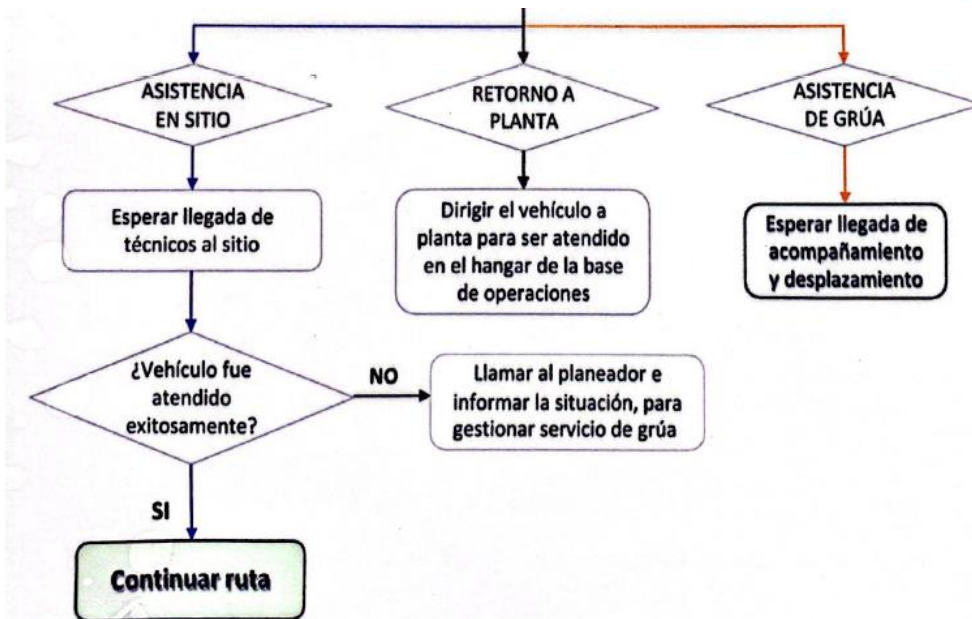 ASISTENCIA
EN SITIO
RETORNO A
PLANTA
ASISTENCIA
DE GRÚA
Esperar llegada de
técnicos al sitio
Dirigir el vehículo a
planta para ser atendido
en el hangar de la base
de operaciones
Esperar llegada de
acompañamiento
y desplazamiento
¿Vehículo fue
atendido
exitosamente?
NO
Llamar al planeador e
informar la situación, para
gestionar servicio de grúa
SI
Continuar ruta